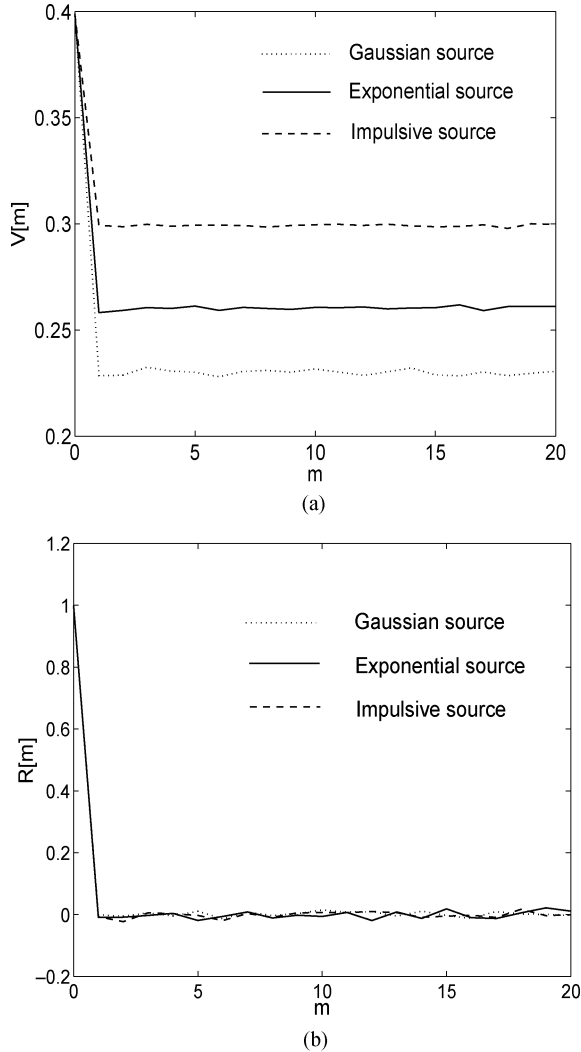 0.4
Gaussian source
Exponential source
Impulsive source
0.35
0.3
V[m]
0.25
0.2
0 5 10 15 20
m
(a)
1.2
1
Gaussian source
Exponential source
Impulsive source
0.8
0.6
R[m]
0.4
0.2
0
–0.2
0 5 10 15 20
m
(b)